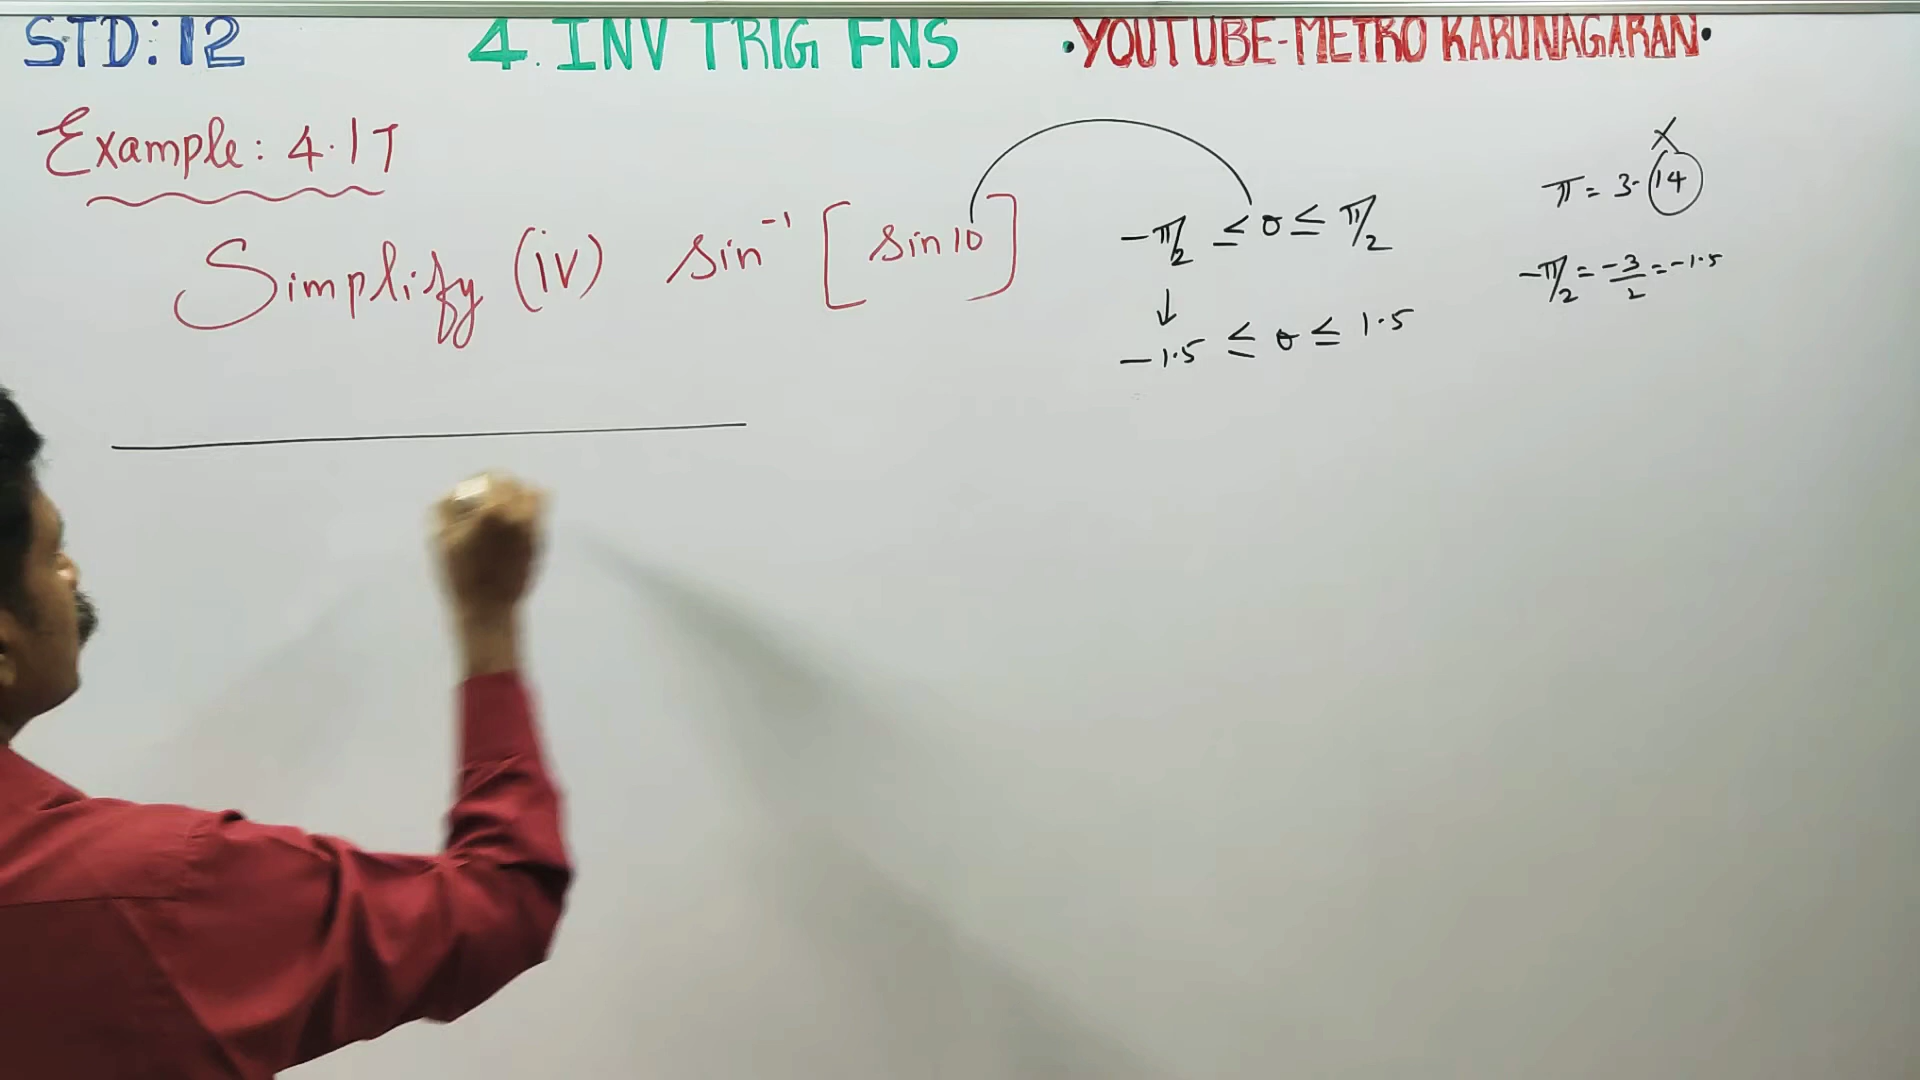 STD: 12 4. INV TRIG FNS •YOUTUBE-METRO KARUNAGARAN•
Example: 4.17
Simplify (iv) sin⁻¹ [ sin 10 ]
-π/2 ≤ θ ≤ π/2
↓
-1.5 ≤ θ ≤ 1.5
X
π = 3.14
-π/2 = -3/2 = -1.5